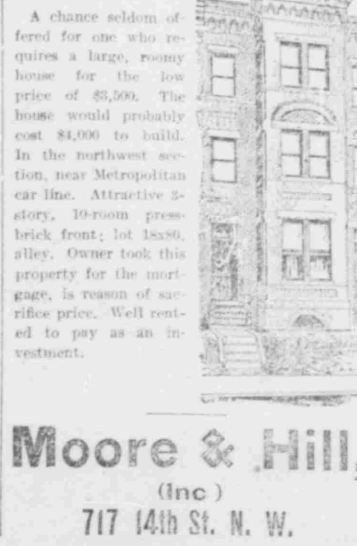 A chance seldom of-
fered for one who re-
quires a large, roomy
house for the low
price of $3,500. The
house would probably
cost $4,000 to build.
In the northwest sec-
tion, near Metropolitan
car line. Attractive 3-
story, 10-room press-
brick front; lot 18x80,
alley. Owner took this
property for the mort-
gage, is reason of sac-
rifice price. Well rent-
ed to pay as an in-
vestment.
Moore & Hill,
(Inc)
717 14th St. N. W.